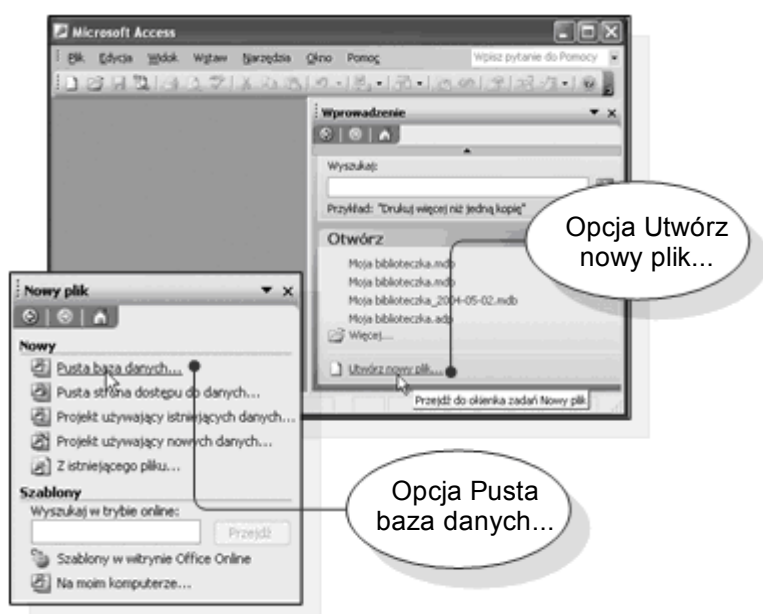 Microsoft Access
Plik Edycja Widok Wstaw Narzędzia Okno Pomoc
Wpisz pytanie do Pomocy
Wprowadzenie
Wyszukaj:
Przykład: "Drukuj więcej niż jedną kopię"
Otwórz
Moja biblioteczka.mdb
Moja biblioteczka.mdb
Moja biblioteczka_2004-05-02.mdb
Moja biblioteczka.adp
Więcej...
Utwórz nowy plik...
Przejdź do okienka zadań Nowy plik
Opcja Utwórz
nowy plik...
Nowy plik
Nowy
Pusta baza danych...
Pusta strona dostępu do danych...
Projekt używający istniejących danych...
Projekt używający nowych danych...
Z istniejącego pliku...
Szablony
Wyszukaj w trybie online:
Przejdź
Szablony w witrynie Office Online
Na moim komputerze...
Opcja Pusta
baza danych...